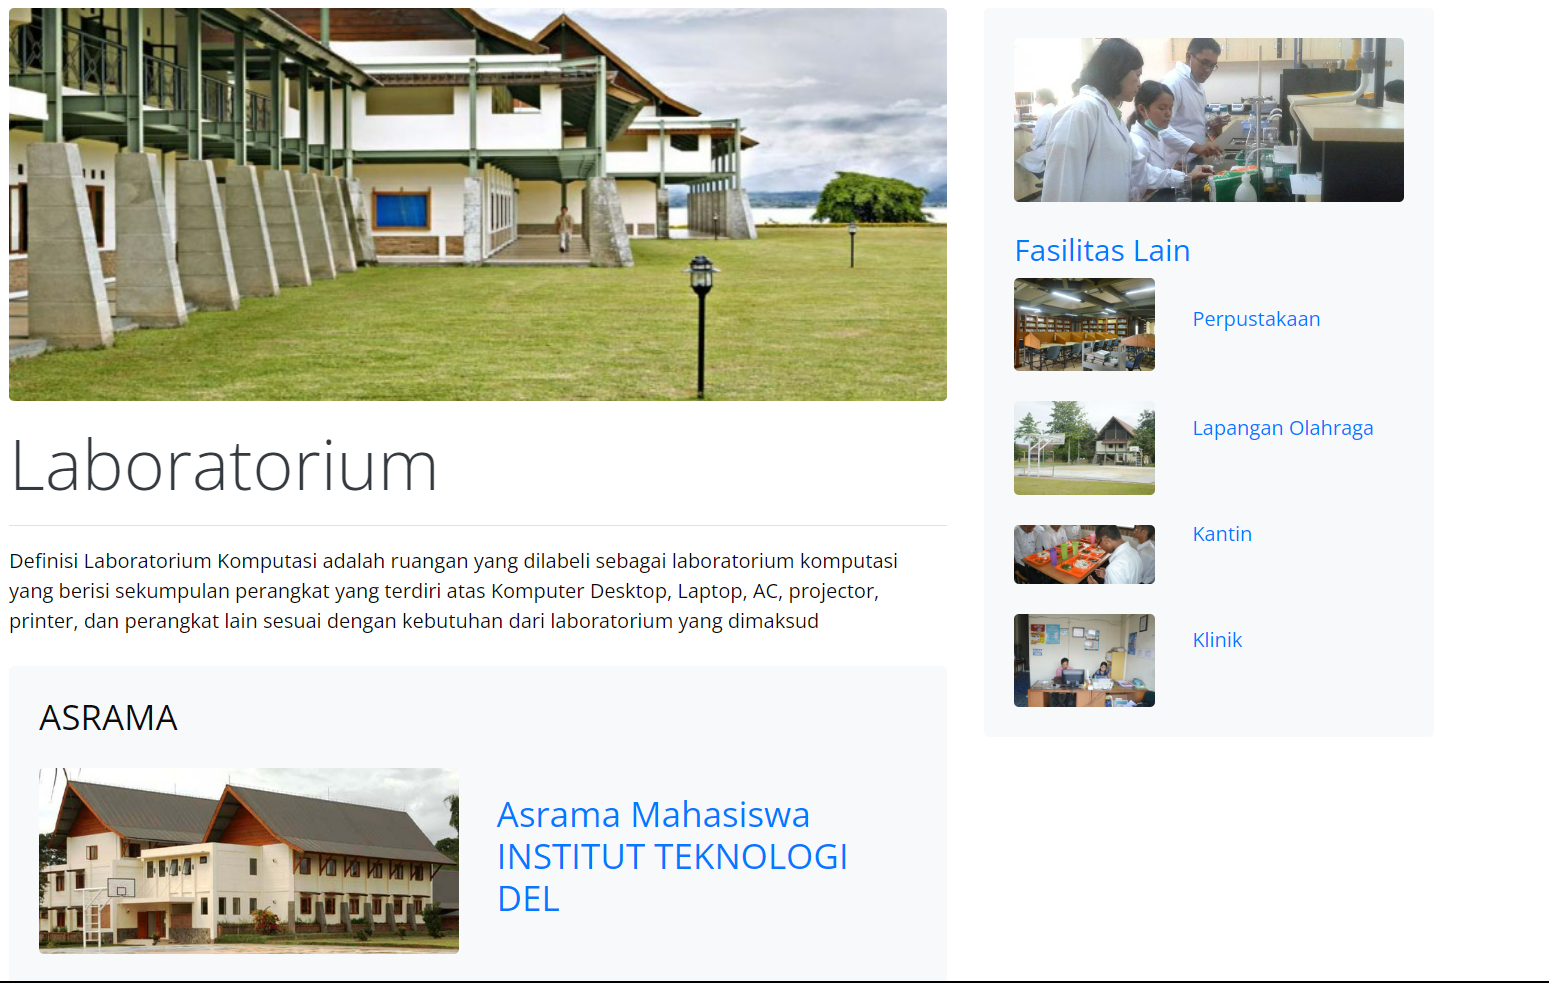 Laboratorium
Definisi Laboratorium Komputasi adalah ruangan yang dilabeli sebagai laboratorium komputasi
yang berisi sekumpulan perangkat yang terdiri atas Komputer Desktop, Laptop, AC, projector,
printer, dan perangkat lain sesuai dengan kebutuhan dari laboratorium yang dimaksud
ASRAMA
Asrama Mahasiswa
INSTITUT TEKNOLOGI
DEL
Fasilitas Lain
Perpustakaan
Lapangan Olahraga
Kantin
Klinik